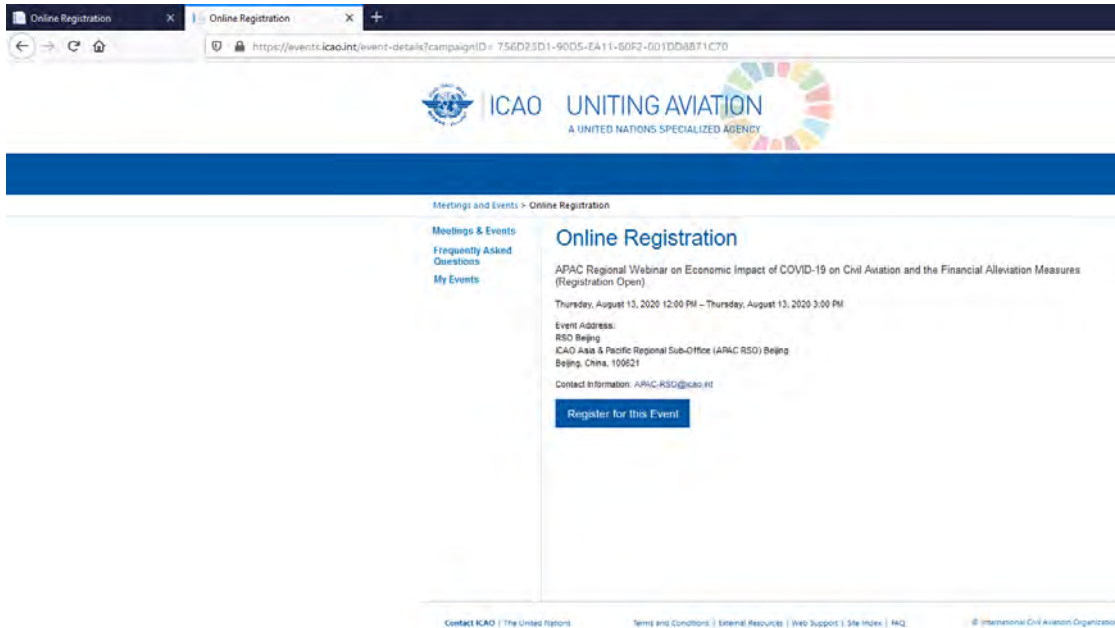 Online Registration
Online Registration
https://events.icao.int/event-details?campaignID=
ICAO
UNITING AVIATION
A UNITED NATIONS SPECIALIZED AGENCY
Meetings and Events > Online Registration
Meetings & Events
Frequently Asked
Questions
My Events
Online Registration
APAC Regional Webinar on Economic Impact of COVID-19 on Civil Aviation and the Financial Alleviation Measures
(Registration Open)
Thursday, August 13, 2020 12:00 PM – Thursday, August 13, 2020 3:00 PM
Event Address:
RSO Beijing
ICAO Asia & Pacific Regional Sub-Office (APAC RSO) Beijing
Beijing, China, 100621
Contact Information: APAC-RSO@icao.int
Register for this Event
Contact ICAO | The United Nations
Terms and Conditions | External Resources | Web Support | Site Index | FAQ
© International Civil Aviation Organization